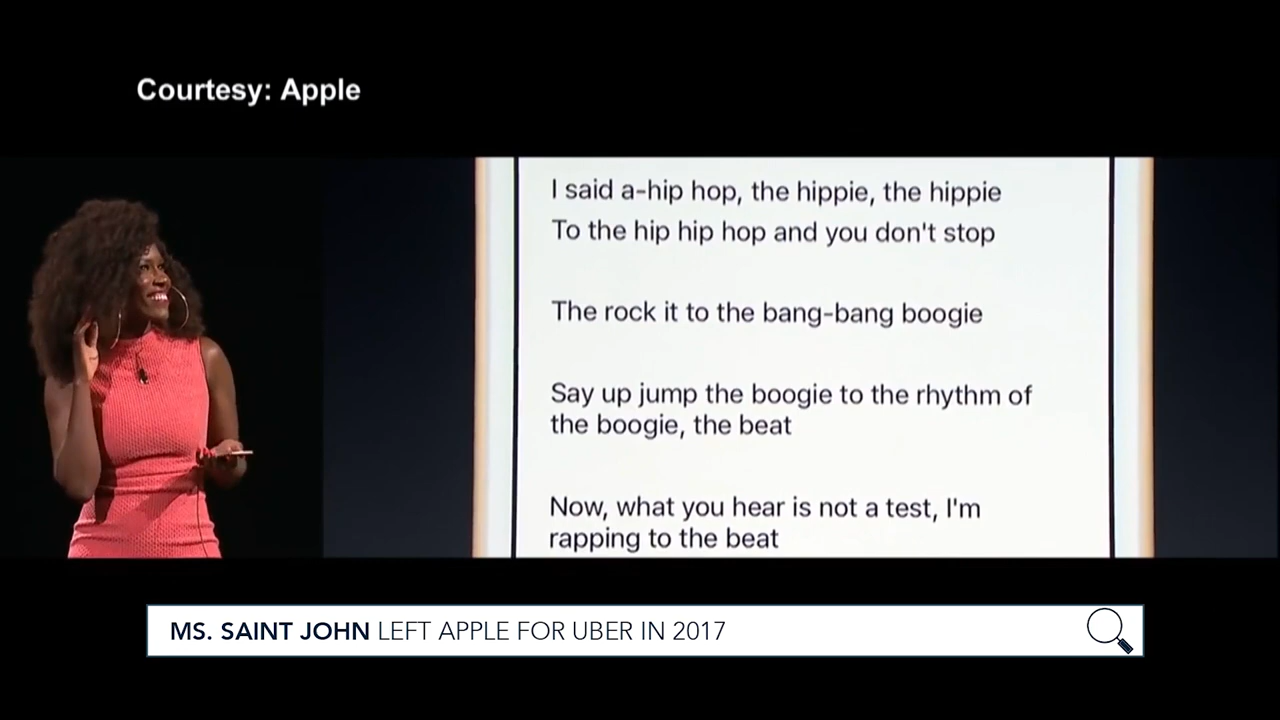 Courtesy: Apple
I said a-hip hop, the hippie, the hippie
To the hip hip hop and you don't stop
The rock it to the bang-bang boogie
Say up jump the boogie to the rhythm of
the boogie, the beat
Now, what you hear is not a test, I'm
rapping to the beat
MS. SAINT JOHN LEFT APPLE FOR UBER IN 2017